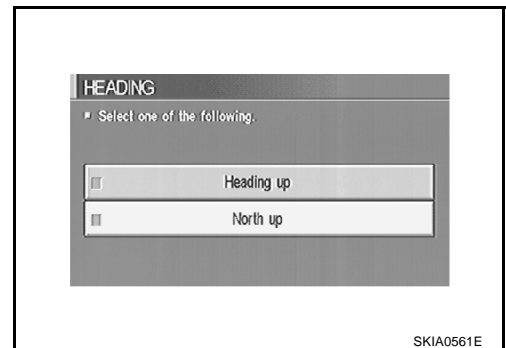 HEADING
Select one of the following.
Heading up
North up
SKIA0561E